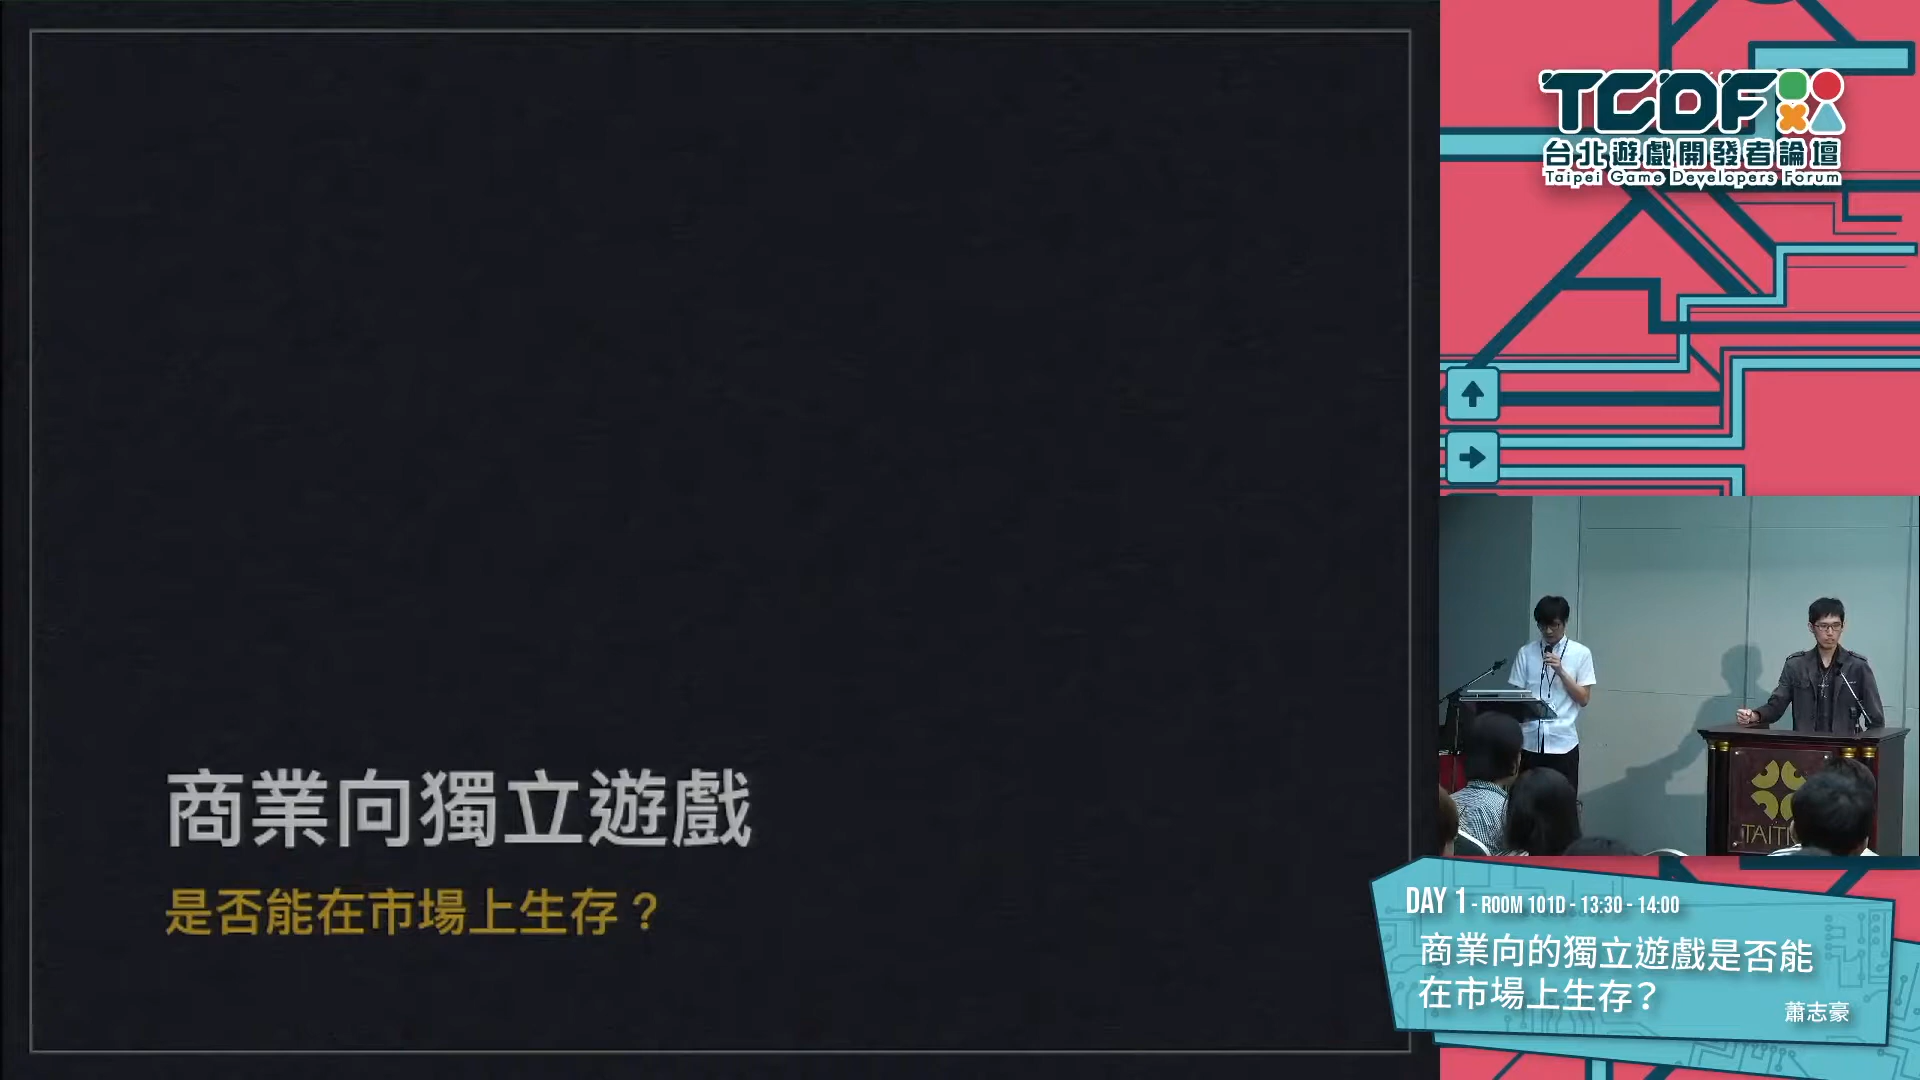 商業向獨立遊戲
是否能在市場上生存？
TGDF
台北遊戲開發者論壇
Taipei Game Developers Forum
DAY 1 - ROOM 101D - 13:30 - 14:00
商業向的獨立遊戲是否能
在市場上生存？
蕭志豪